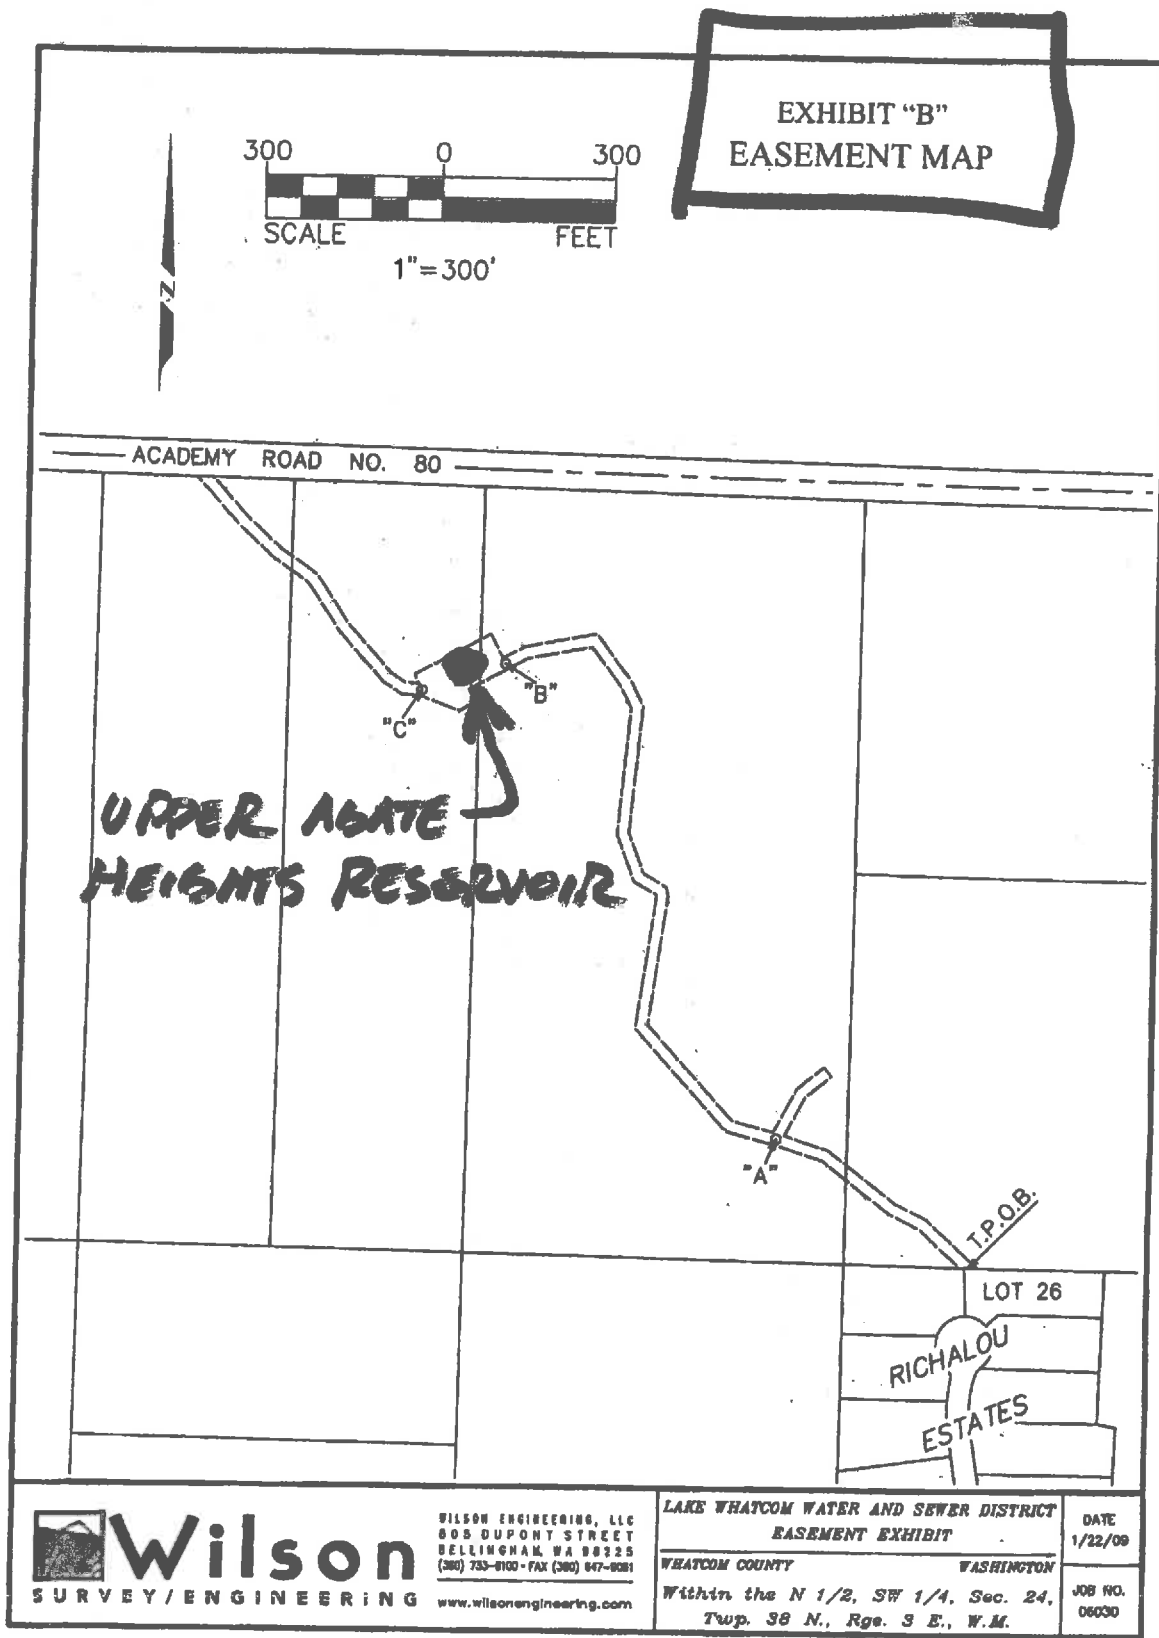 EXHIBIT "B"
EASEMENT MAP
300 0 300
SCALE FEET
1"=300'
N
ACADEMY ROAD NO. 80
"B"
"C"
UPPER AGATE
HEIGHTS RESERVOIR
"A"
T.P.O.B.
LOT 26
RICHALOU
ESTATES
Wilson
SURVEY/ENGINEERING
WILSON ENGINEERING, LLC
805 DUPONT STREET
BELLINGHAM, WA 98225
(360) 733-6100 - FAX (360) 647-9061
www.wilsonengineering.com
LAKE WHATCOM WATER AND SEWER DISTRICT
EASEMENT EXHIBIT
WHATCOM COUNTY WASHINGTON
Within the N 1/2, SW 1/4, Sec. 24,
Twp. 38 N., Rge. 3 E., W.M.
DATE
1/22/09
JOB NO.
06030